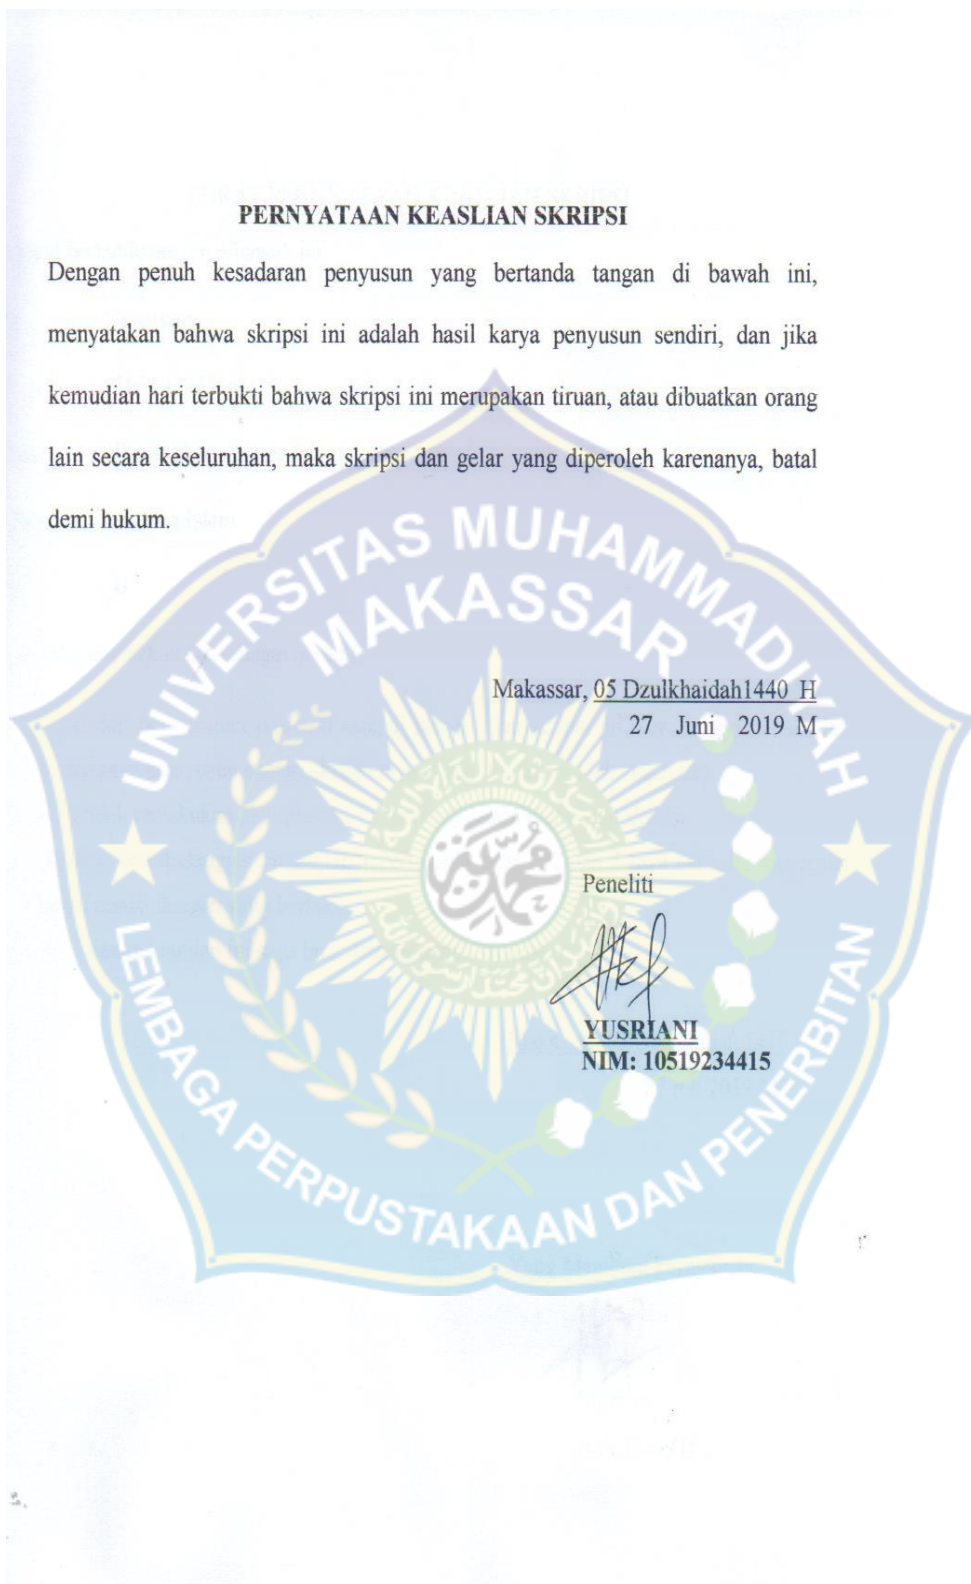 PERNYATAAN KEASLIAN SKRIPSI
Dengan penuh kesadaran penyusun yang bertanda tangan di bawah ini,
menyatakan bahwa skripsi ini adalah hasil karya penyusun sendiri, dan jika
kemudian hari terbukti bahwa skripsi ini merupakan tiruan, atau dibuatkan orang
lain secara keseluruhan, maka skripsi dan gelar yang diperoleh karenanya, batal
demi hukum.
UNIVERSITAS MUHAMMADIYAH
MAKASSAR
Makassar, 05 Dzulkhaidah1440 H
27 Juni 2019 M
Peneliti
YUSRIANI
NIM: 10519234415
LEMBAGA PERPUSTAKAAN DAN PENERBITAN